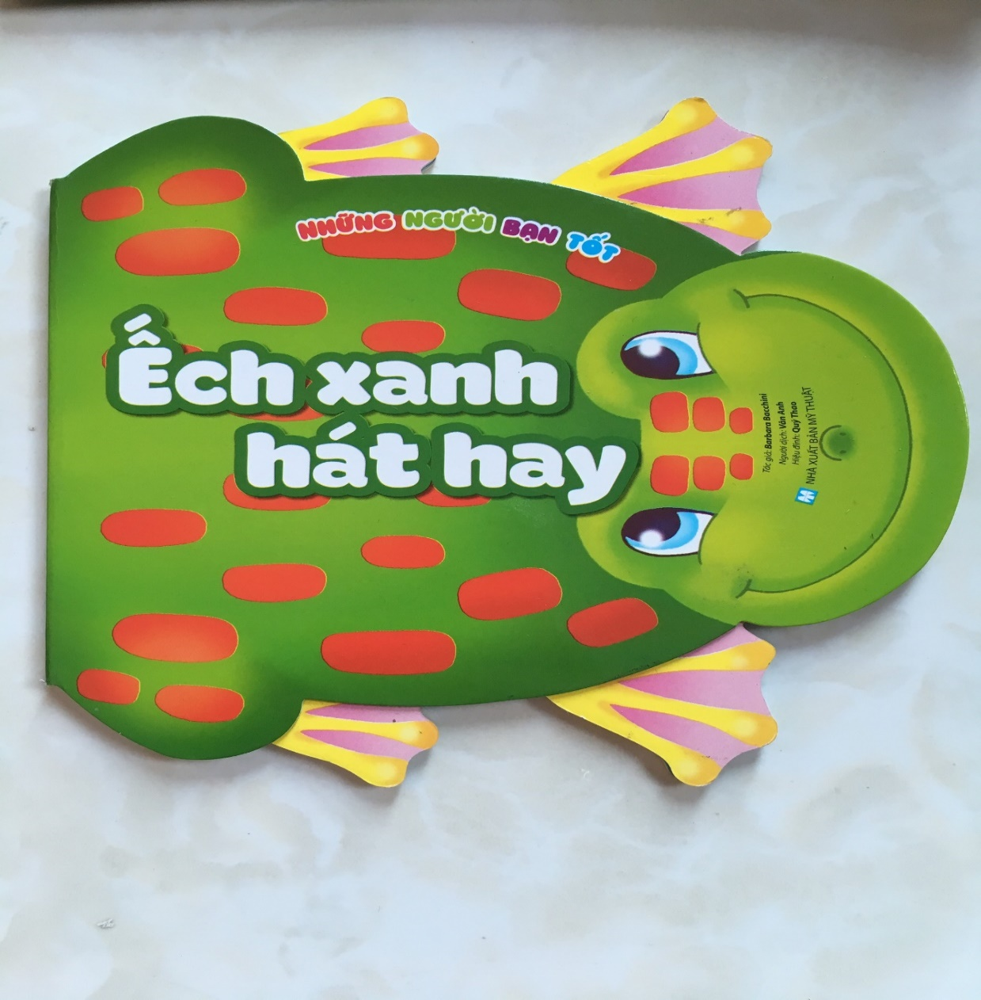 NHỮNG NGƯỜI BẠN TỐT
Ếch xanh
hát hay
Tác giả: Barbara Bacchini
Người dịch: Vân Anh
Hiệu đính: Quý Thao
NHÀ XUẤT BẢN MỸ THUẬT